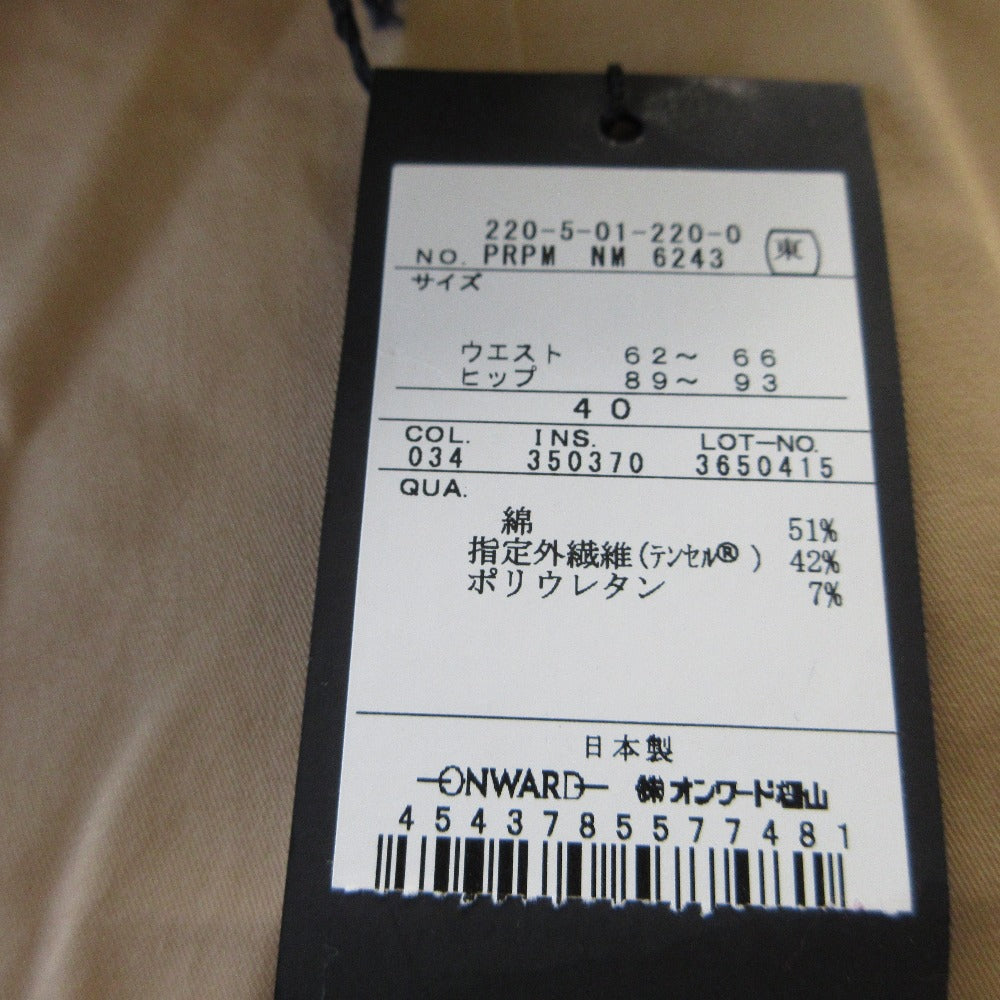 220-5-01-220-0
NO. PRPM NM 6243 東
サイズ
ウエスト 62～ 66
ヒップ 89～ 93
40
COL. INS. LOT-NO.
034 350370 3650415
QUA.
綿 51%
指定外繊維(ﾃﾝｾﾙ®) 42%
ポリウレタン 7%
日本製
ONWARD ㈱オンワード樫山
4543785577481